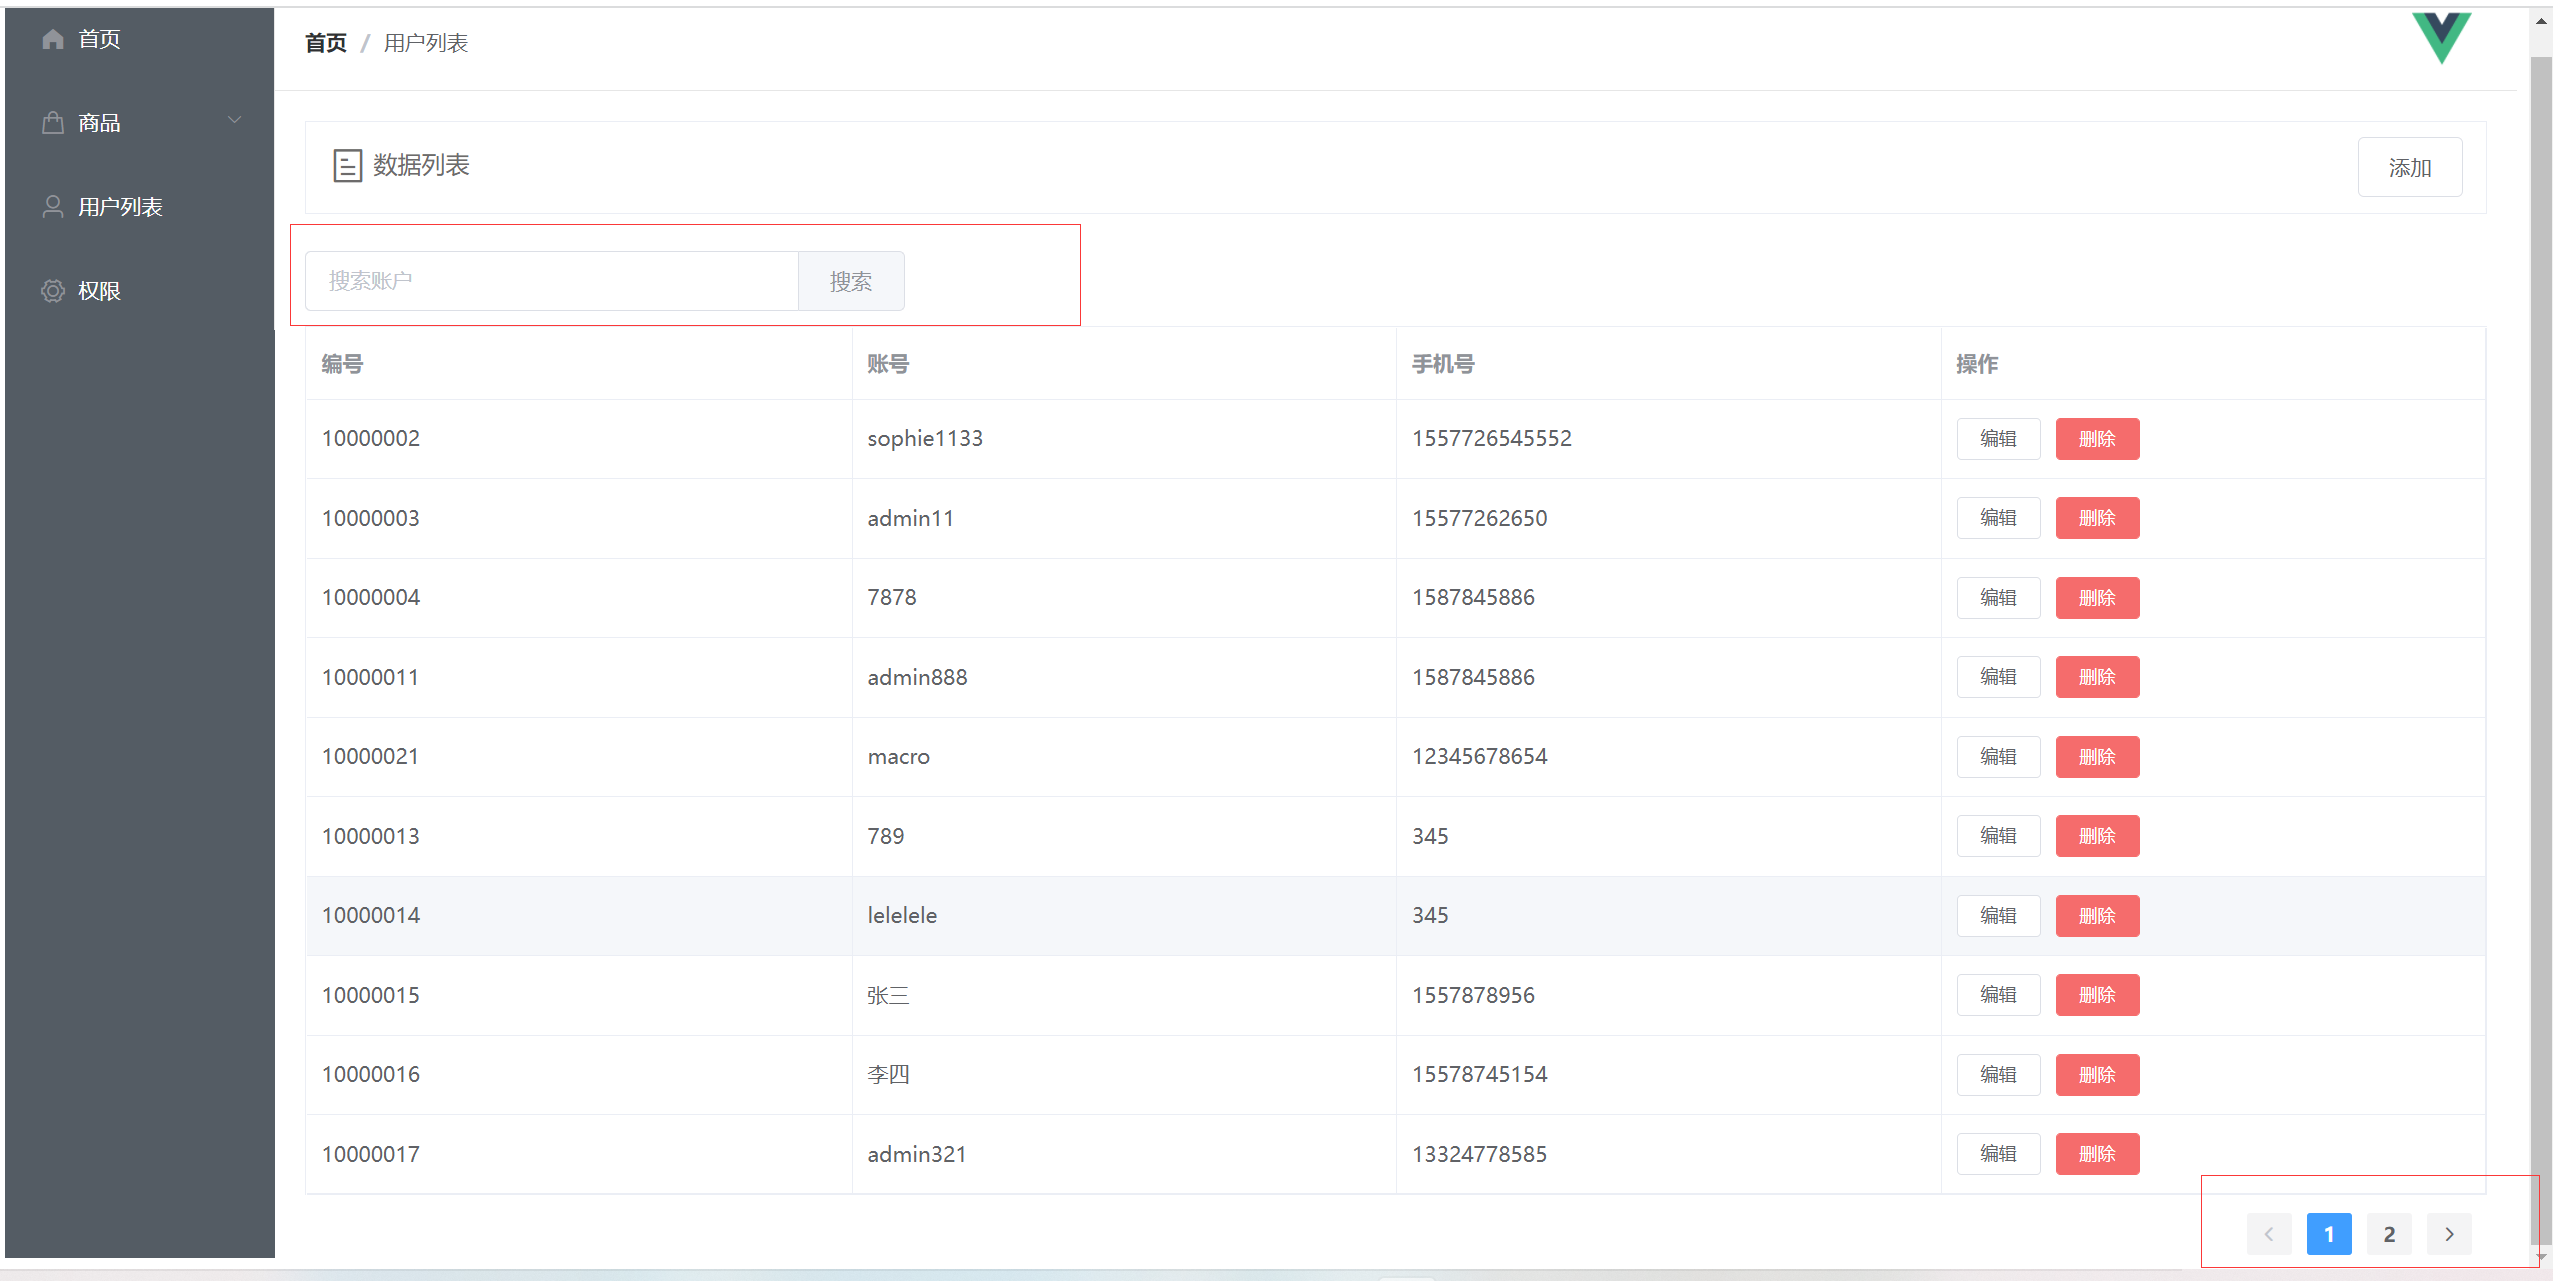 首页
商品
用户列表
权限
首页 / 用户列表
数据列表
添加
搜索账户 搜索
编号 账号 手机号 操作
10000002 sophie1133 1557726545552 编辑 删除
10000003 admin11 15577262650 编辑 删除
10000004 7878 1587845886 编辑 删除
10000011 admin888 1587845886 编辑 删除
10000021 macro 12345678654 编辑 删除
10000013 789 345 编辑 删除
10000014 lelelele 345 编辑 删除
10000015 张三 1557878956 编辑 删除
10000016 李四 15578745154 编辑 删除
10000017 admin321 13324778585 编辑 删除
1 2